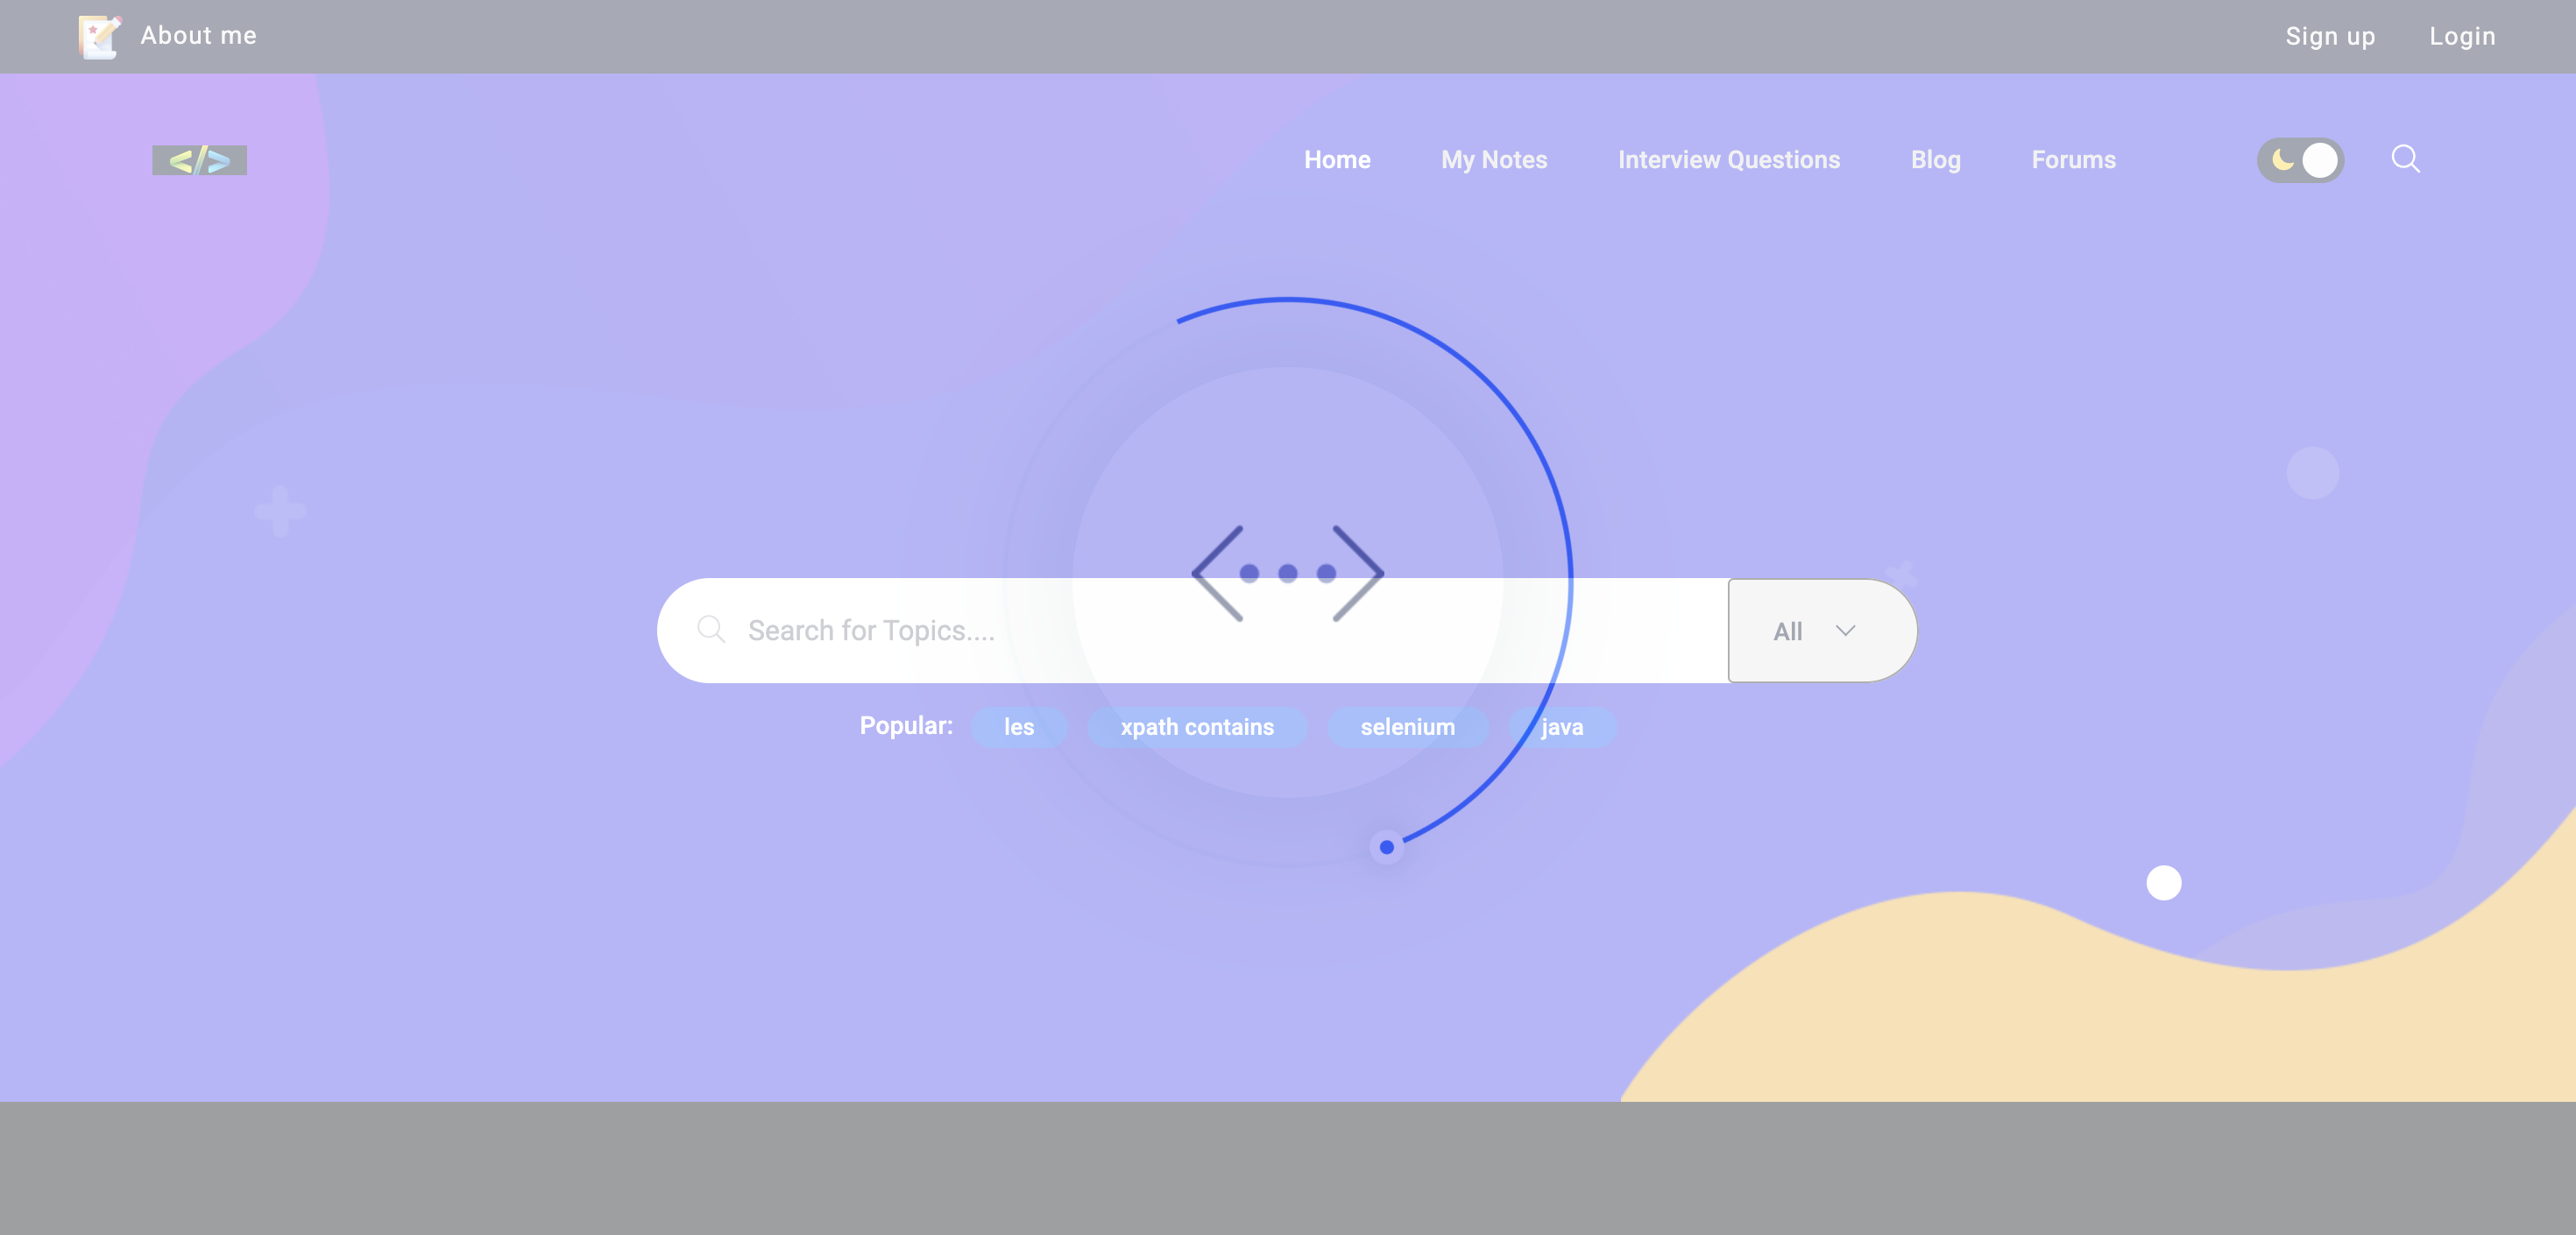 About me
Sign up
Login
</>
Home
My Notes
Interview Questions
Blog
Forums
Search for Topics....
All
Popular:
les
xpath contains
selenium
java